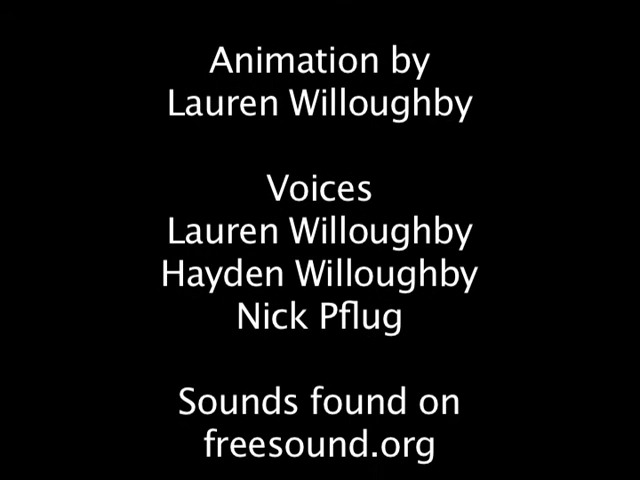 Animation by
Lauren Willoughby
Voices
Lauren Willoughby
Hayden Willoughby
Nick Pflug
Sounds found on
freesound.org